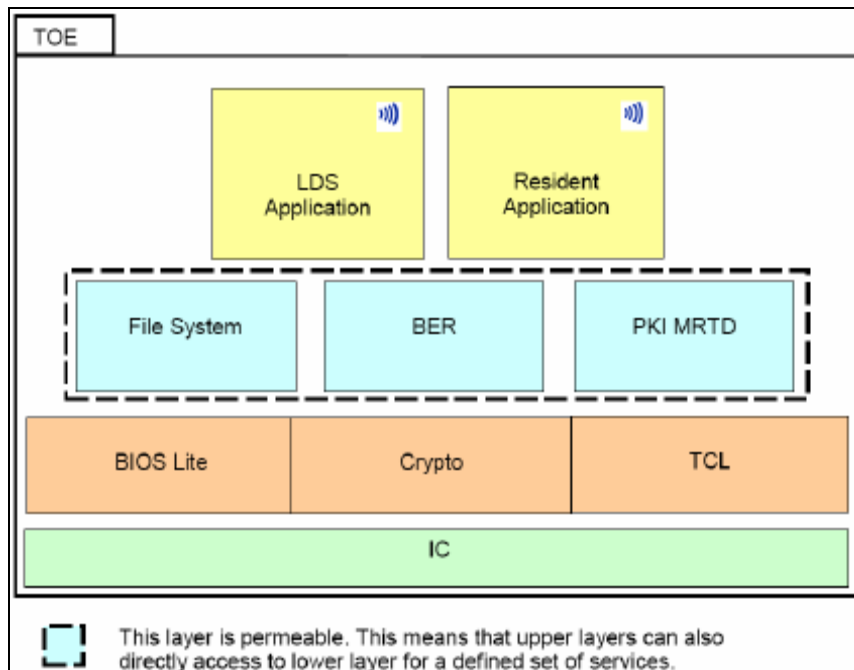 TOE
LDS
Application
Resident
Application
File System
BER
PKI MRTD
BIOS Lite
Crypto
TCL
IC
This layer is permeable. This means that upper layers can also
directly access to lower layer for a defined set of services.